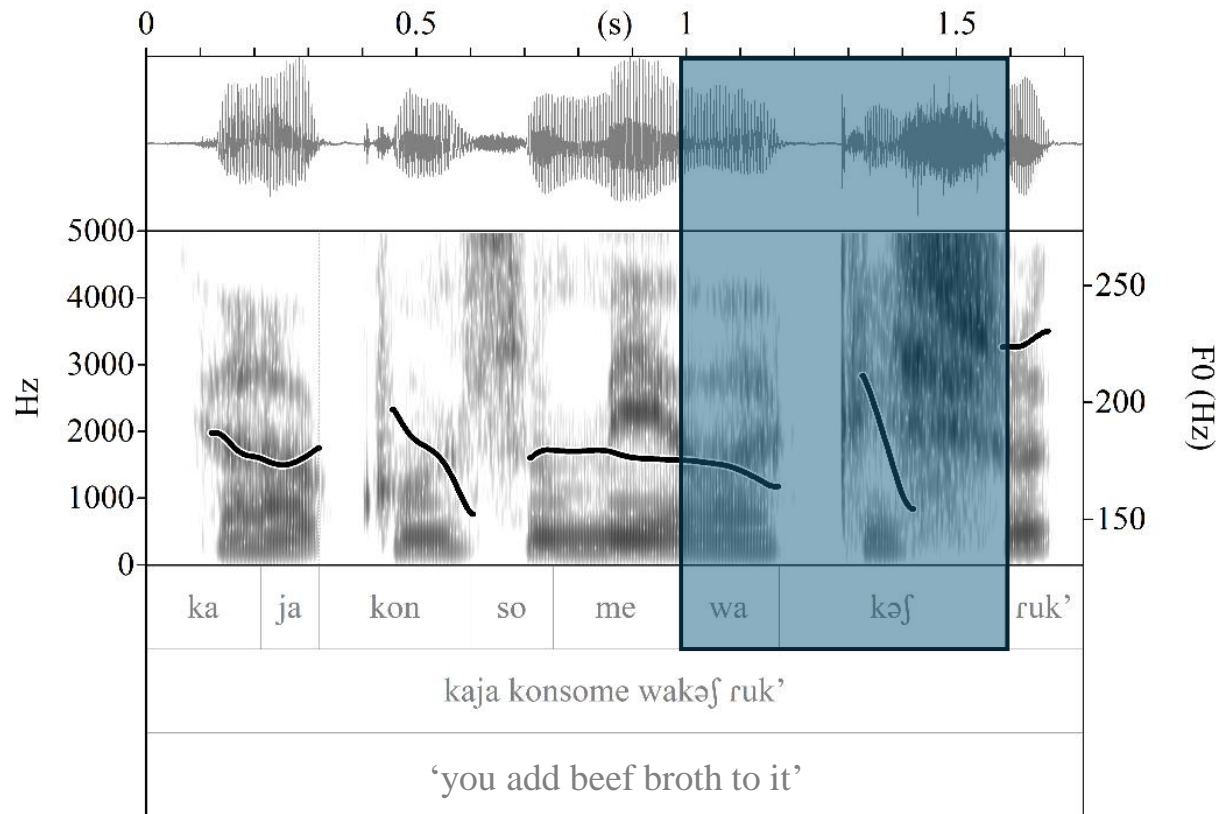 0 0.5 (s) 1 1.5
5000
4000
3000
2000
1000
0
Hz
250
200
150
F0 (Hz)
ka ja kon so me wa kəʃ ɾuk’
kaja konsome wakəʃ ɾuk’
‘you add beef broth to it’